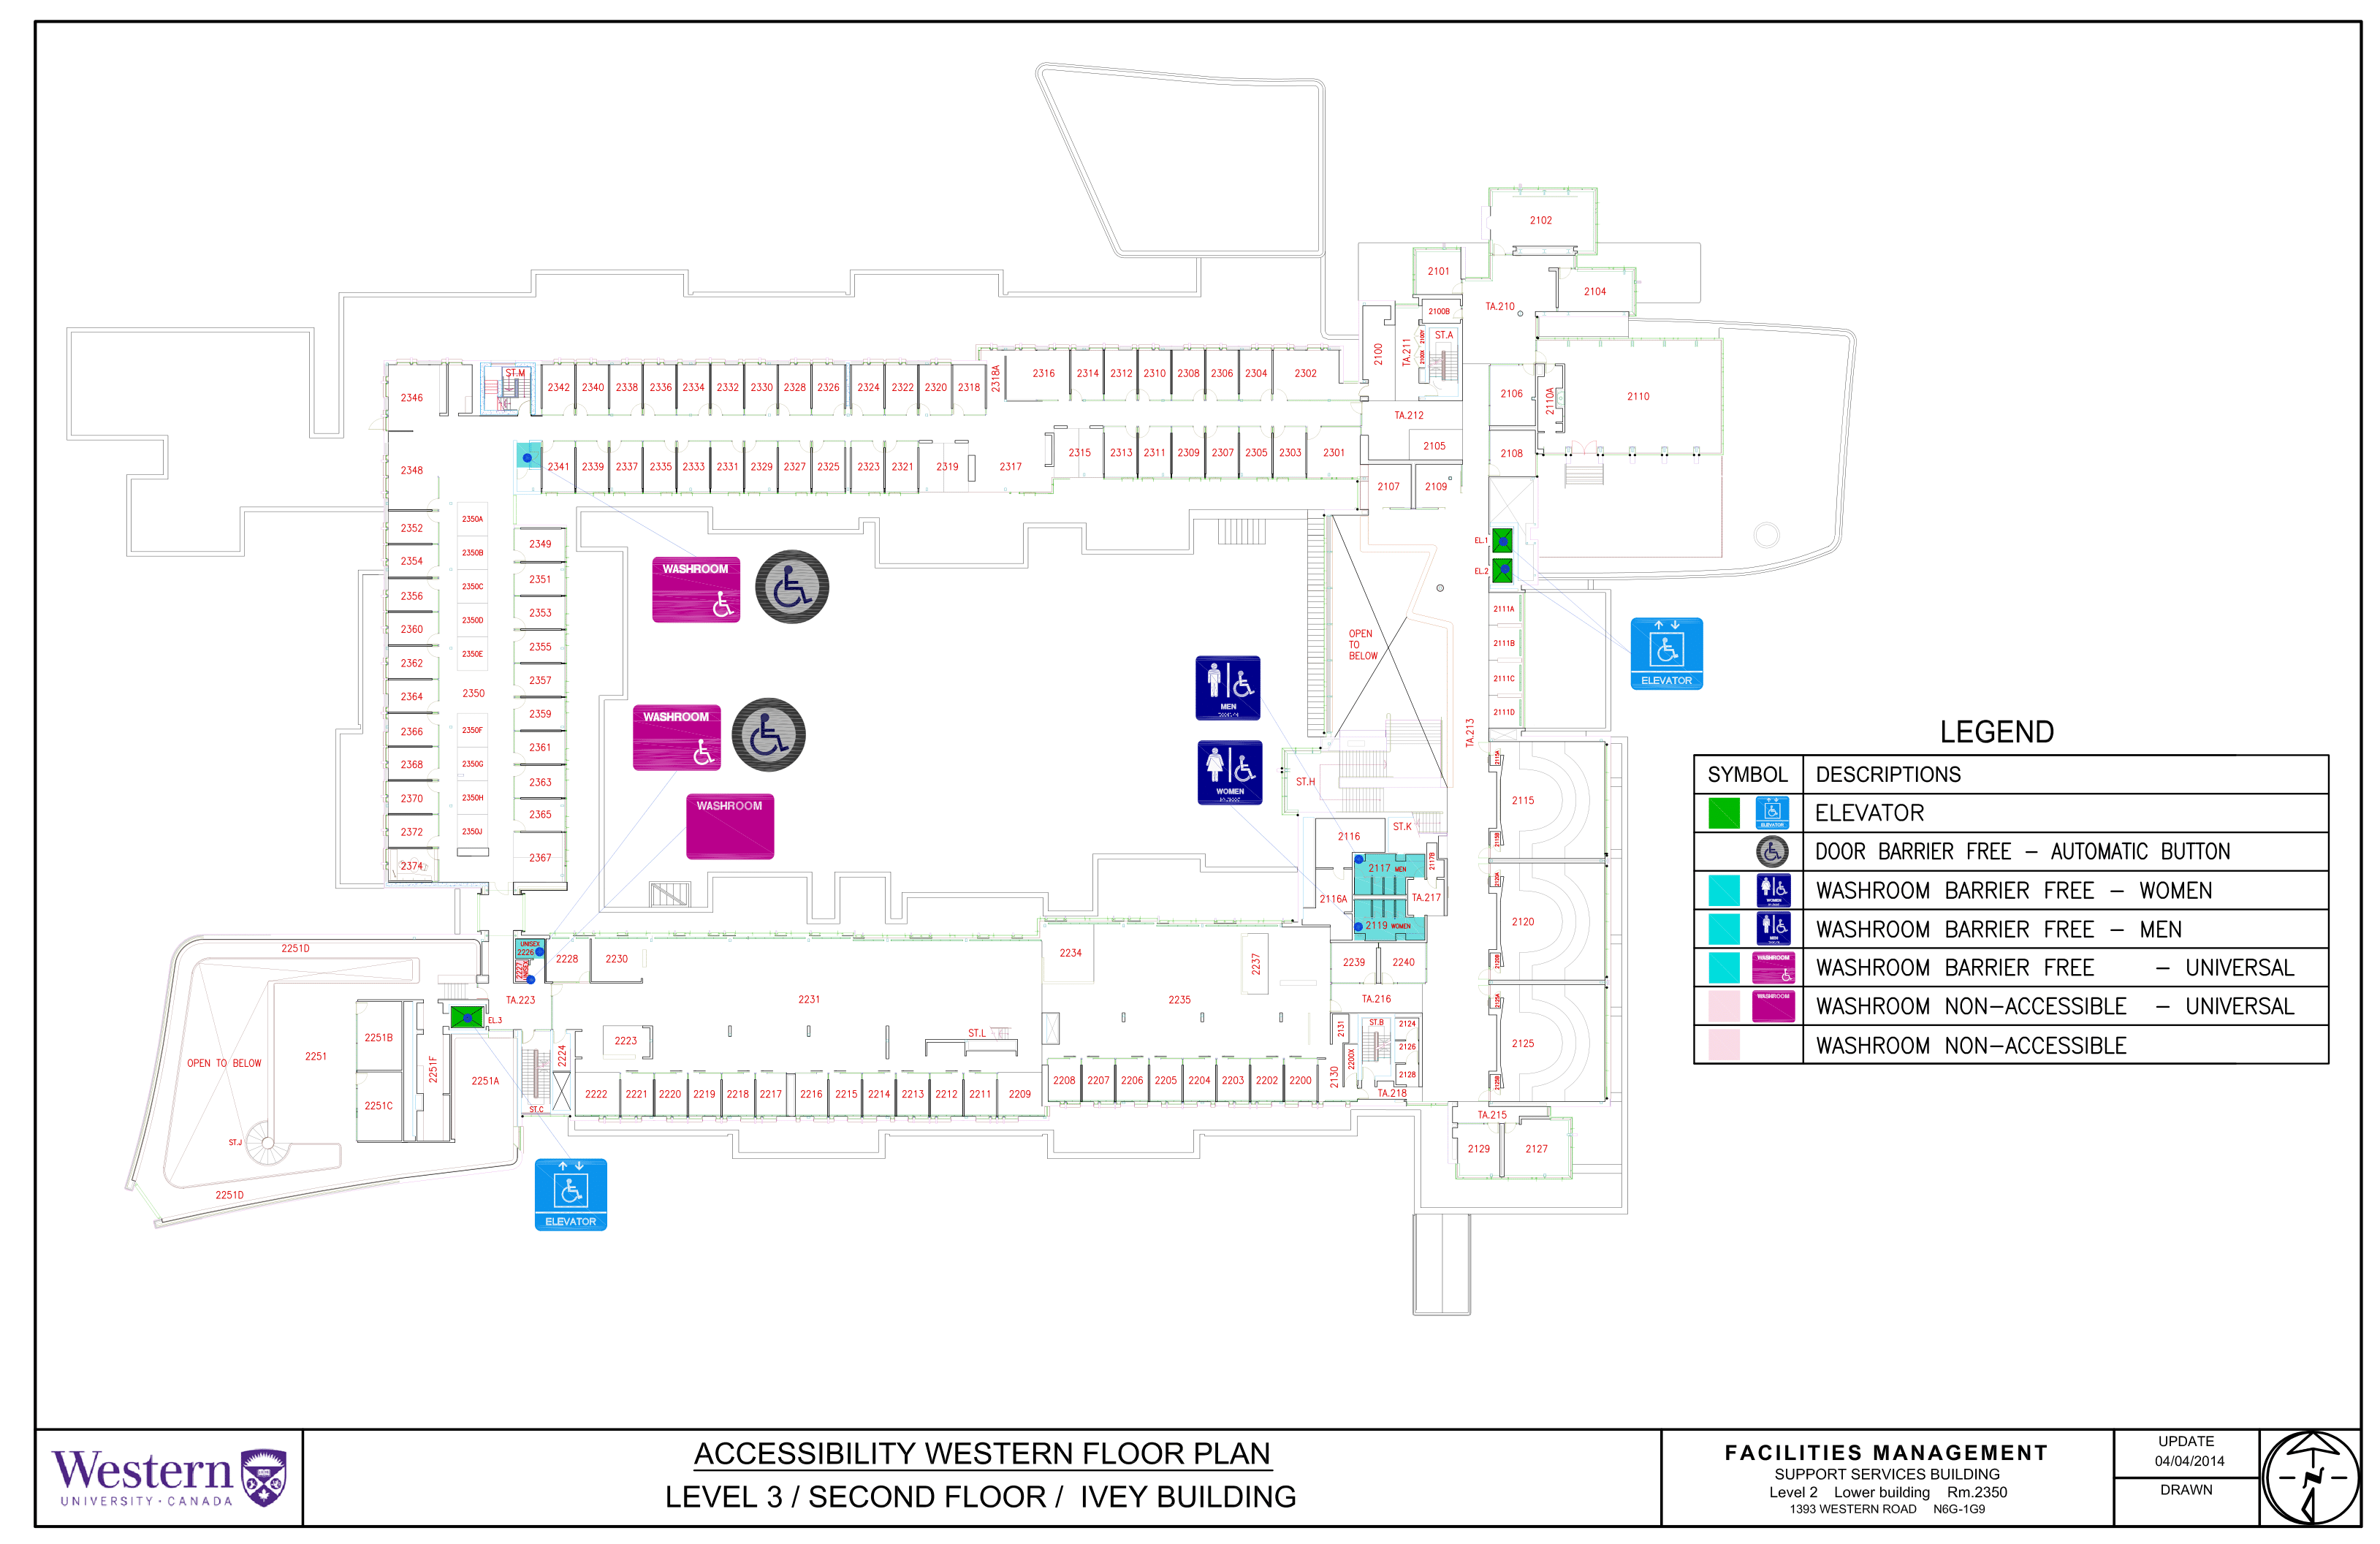 2102
2101
2104
TA.210
2100B
2100Y
2100X
ST.A
2100
TA.211
2110
2106
2110A
TA.212
2105
2108
2107
2109
ST.M
2346
2342
2340
2338
2336
2334
2332
2330
2328
2326
2324
2322
2320
2318
2318A
2316
2314
2312
2310
2308
2306
2304
2302
2348
2341
2339
2337
2335
2333
2331
2329
2327
2325
2323
2321
2319
2317
2315
2313
2311
2309
2307
2305
2303
2301
2352
2350A
2349
2354
2350B
2351
2356
2350C
2353
2360
2350D
2355
2362
2350E
2357
2364
2350
2359
2366
2350F
2361
2368
2350G
2363
2370
2350H
2365
2372
2350J
2367
2374
WASHROOM
WASHROOM
WASHROOM
MEN
WOMEN
EL.1
EL.2
ELEVATOR
OPEN
TO
BELOW
2111A
2111B
2111C
2111D
TA.213
ST.H
ST.K
2115A
2115
2115B
2116
2117 MEN
2117B
2116A
TA.217
2119 WOMEN
2120A
2120
2120B
2239
2240
TA.216
2125A
2125
2125B
2251D
UNISEX
2226
2227
UNISEX
2228
2230
2234
2237
TA.223
2231
2235
EL.3
2223
ST.L
2224
2131
ST.B
2124
2126
2128
2200X
2130
TA.218
OPEN TO BELOW
2251
2251B
2251C
2251F
2251A
ST.C
ST.J
2251D
2222
2221
2220
2219
2218
2217
2216
2215
2214
2213
2212
2211
2209
2208
2207
2206
2205
2204
2203
2202
2200
TA.215
2129
2127
ELEVATOR
LEGEND
SYMBOL DESCRIPTIONS
ELEVATOR
DOOR BARRIER FREE - AUTOMATIC BUTTON
WASHROOM BARRIER FREE - WOMEN
WASHROOM BARRIER FREE - MEN
WASHROOM BARRIER FREE - UNIVERSAL
WASHROOM NON-ACCESSIBLE - UNIVERSAL
WASHROOM NON-ACCESSIBLE
Western
UNIVERSITY · CANADA
ACCESSIBILITY WESTERN FLOOR PLAN
LEVEL 3 / SECOND FLOOR / IVEY BUILDING
FACILITIES MANAGEMENT
SUPPORT SERVICES BUILDING
Level 2 Lower building Rm.2350
1393 WESTERN ROAD N6G-1G9
UPDATE
04/04/2014
DRAWN
N